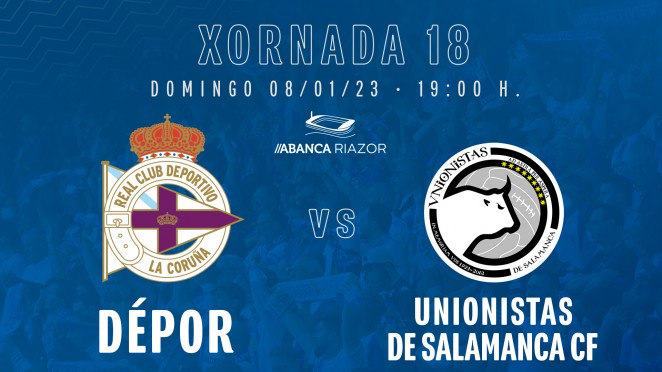 XORNADA 18
DOMINGO 08/01/23 · 19:00 H.
//ABANCA RIAZOR
REAL CLUB DEPORTIVO
LA CORUÑA
VS
UNIONISTAS
DE SALAMANCA
DÉPOR
UNIONISTAS
DE SALAMANCA CF